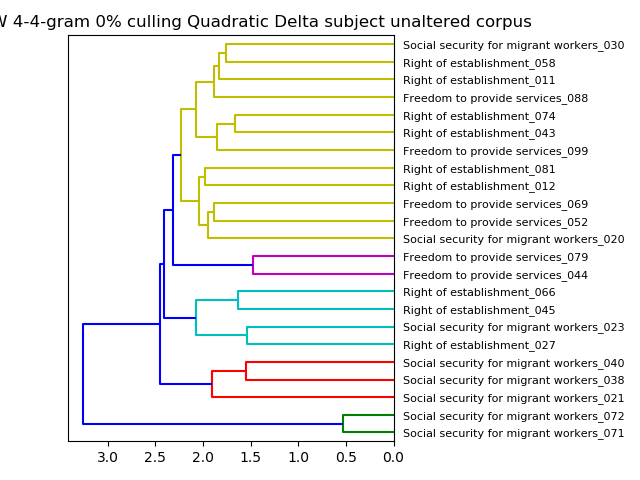 4-4-gram 0% culling Quadratic Delta subject unaltered corpus
Social security for migrant workers_030
Right of establishment_058
Right of establishment_011
Freedom to provide services_088
Right of establishment_074
Right of establishment_043
Freedom to provide services_099
Right of establishment_081
Right of establishment_012
Freedom to provide services_069
Freedom to provide services_052
Social security for migrant workers_020
Freedom to provide services_079
Freedom to provide services_044
Right of establishment_066
Right of establishment_045
Social security for migrant workers_023
Right of establishment_027
Social security for migrant workers_040
Social security for migrant workers_038
Social security for migrant workers_021
Social security for migrant workers_072
Social security for migrant workers_071
3.0 2.5 2.0 1.5 1.0 0.5 0.0